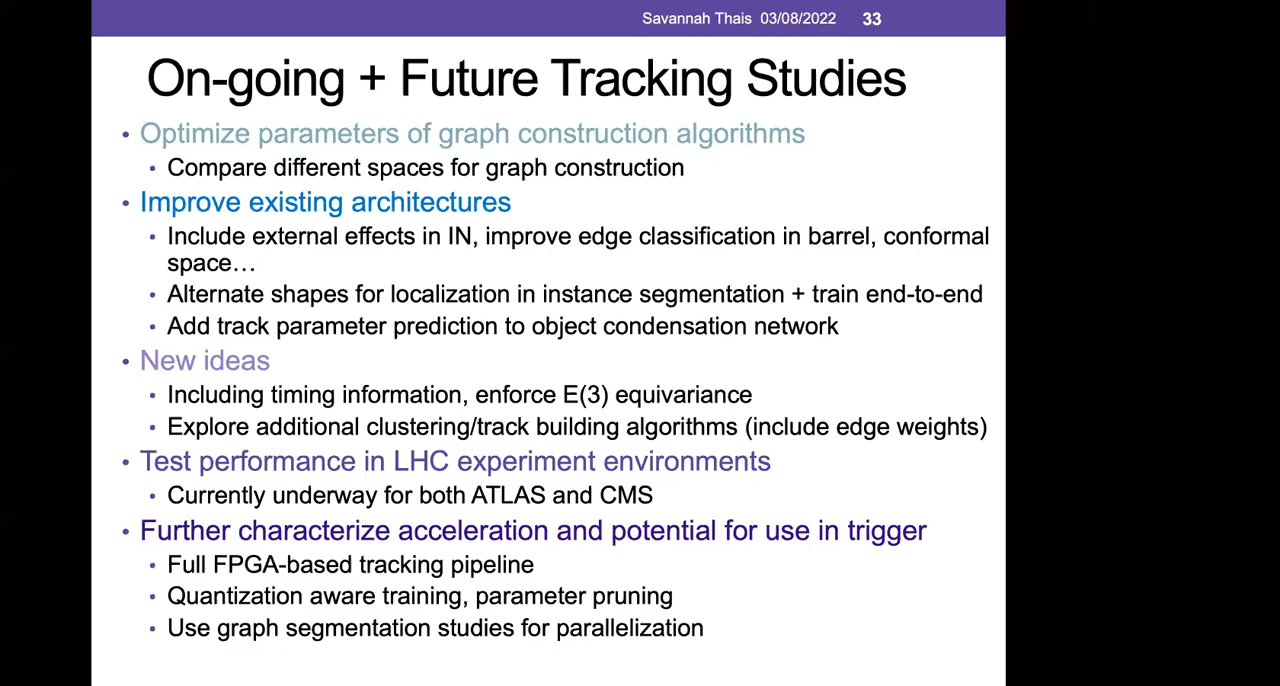 Savannah Thais 03/08/2022 33
On-going + Future Tracking Studies
• Optimize parameters of graph construction algorithms
• Compare different spaces for graph construction
• Improve existing architectures
• Include external effects in IN, improve edge classification in barrel, conformal
space…
• Alternate shapes for localization in instance segmentation + train end-to-end
• Add track parameter prediction to object condensation network
• New ideas
• Including timing information, enforce E(3) equivariance
• Explore additional clustering/track building algorithms (include edge weights)
• Test performance in LHC experiment environments
• Currently underway for both ATLAS and CMS
• Further characterize acceleration and potential for use in trigger
• Full FPGA-based tracking pipeline
• Quantization aware training, parameter pruning
• Use graph segmentation studies for parallelization